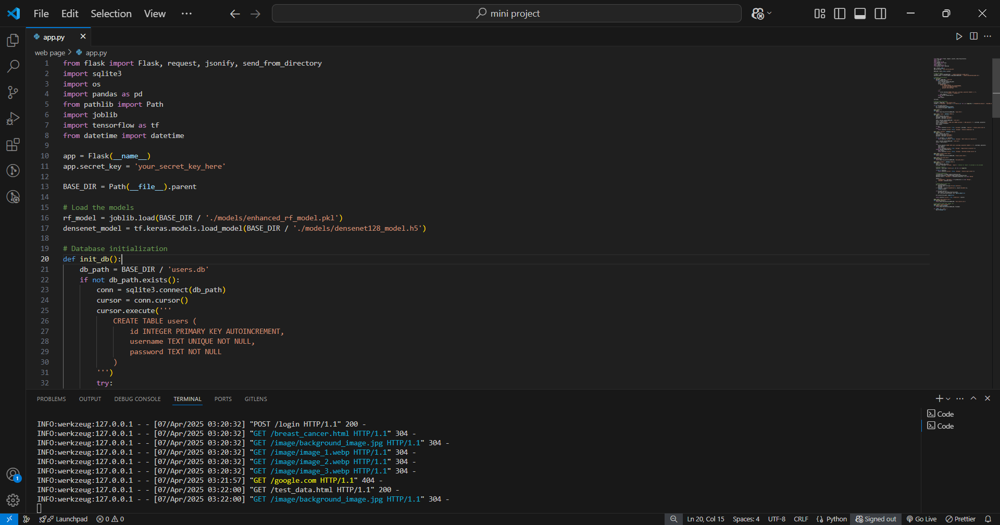 File Edit Selection View ···
mini project
app.py
web page > app.py
1 from flask import Flask, request, jsonify, send_from_directory
2 import sqlite3
3 import os
4 import pandas as pd
5 from pathlib import Path
6 import joblib
7 import tensorflow as tf
8 from datetime import datetime
9
10 app = Flask(__name__)
11 app.secret_key = 'your_secret_key_here'
12
13 BASE_DIR = Path(__file__).parent
14
15 # Load the models
16 rf_model = joblib.load(BASE_DIR / './models/enhanced_rf_model.pkl')
17 densenet_model = tf.keras.models.load_model(BASE_DIR / './models/densenet128_model.h5')
18
19 # Database initialization
20 def init_db():
21 db_path = BASE_DIR / 'users.db'
22 if not db_path.exists():
23 conn = sqlite3.connect(db_path)
24 cursor = conn.cursor()
25 cursor.execute('''
26 CREATE TABLE users (
27 id INTEGER PRIMARY KEY AUTOINCREMENT,
28 username TEXT UNIQUE NOT NULL,
29 password TEXT NOT NULL
30 )
31 ''')
32 try:
PROBLEMS OUTPUT DEBUG CONSOLE TERMINAL PORTS GITLENS
Code
Code
INFO:werkzeug:127.0.0.1 - - [07/Apr/2025 03:20:32] "POST /login HTTP/1.1" 200 -
INFO:werkzeug:127.0.0.1 - - [07/Apr/2025 03:20:32] "GET /breast_cancer.html HTTP/1.1" 304 -
INFO:werkzeug:127.0.0.1 - - [07/Apr/2025 03:20:32] "GET /image/background_image.jpg HTTP/1.1" 304 -
INFO:werkzeug:127.0.0.1 - - [07/Apr/2025 03:20:32] "GET /image/image_1.webp HTTP/1.1" 304 -
INFO:werkzeug:127.0.0.1 - - [07/Apr/2025 03:20:32] "GET /image/image_2.webp HTTP/1.1" 304 -
INFO:werkzeug:127.0.0.1 - - [07/Apr/2025 03:20:32] "GET /image/image_3.webp HTTP/1.1" 304 -
INFO:werkzeug:127.0.0.1 - - [07/Apr/2025 03:21:57] "GET /google.com HTTP/1.1" 404 -
INFO:werkzeug:127.0.0.1 - - [07/Apr/2025 03:22:00] "GET /test_data.html HTTP/1.1" 200 -
INFO:werkzeug:127.0.0.1 - - [07/Apr/2025 03:22:00] "GET /image/background_image.jpg HTTP/1.1" 304 -
1
Launchpad 0 0 Ln 20, Col 15 Spaces: 4 UTF-8 CRLF {} Python Signed out Go Live Prettier